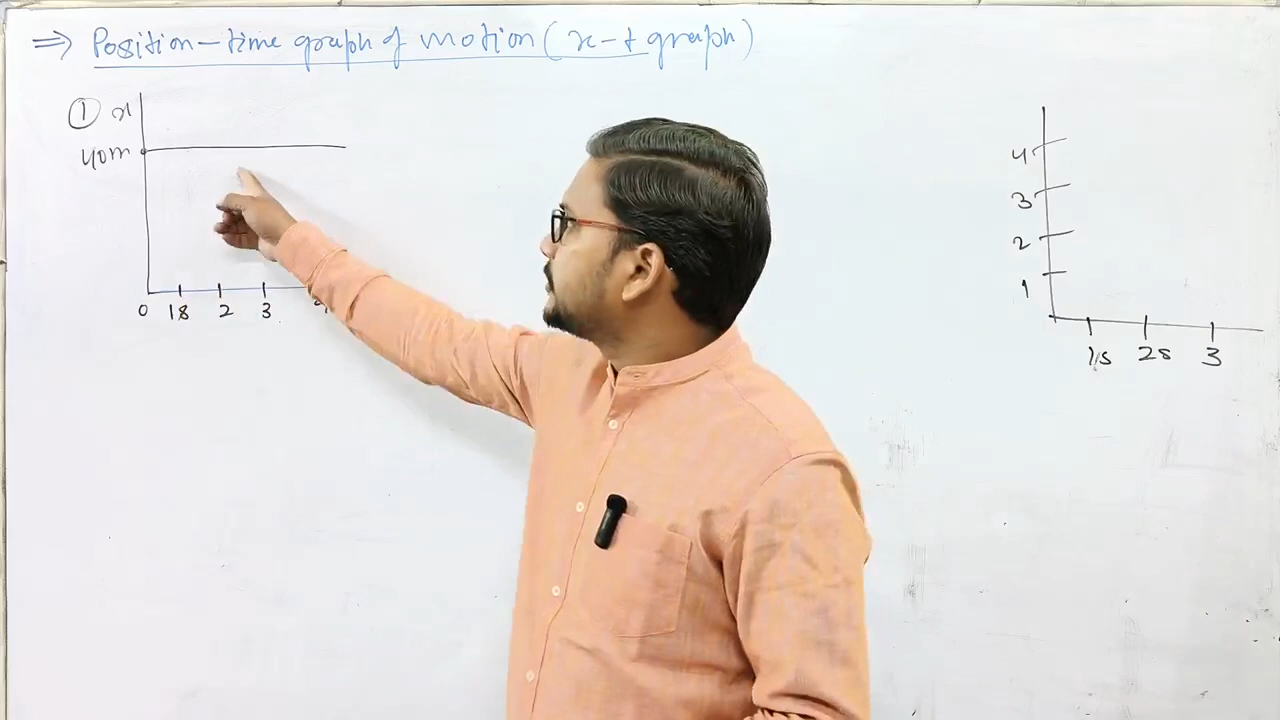 ⇒ Position-time graph of motion (x-t graph)
① x
40m
0 1s 2 3
4
3
2
1
1s 2s 3